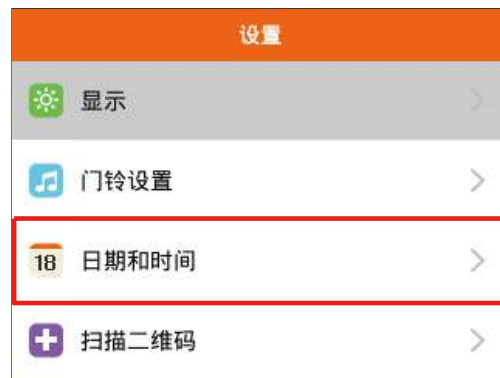 设置
显示
门铃设置
18 日期和时间
扫描二维码